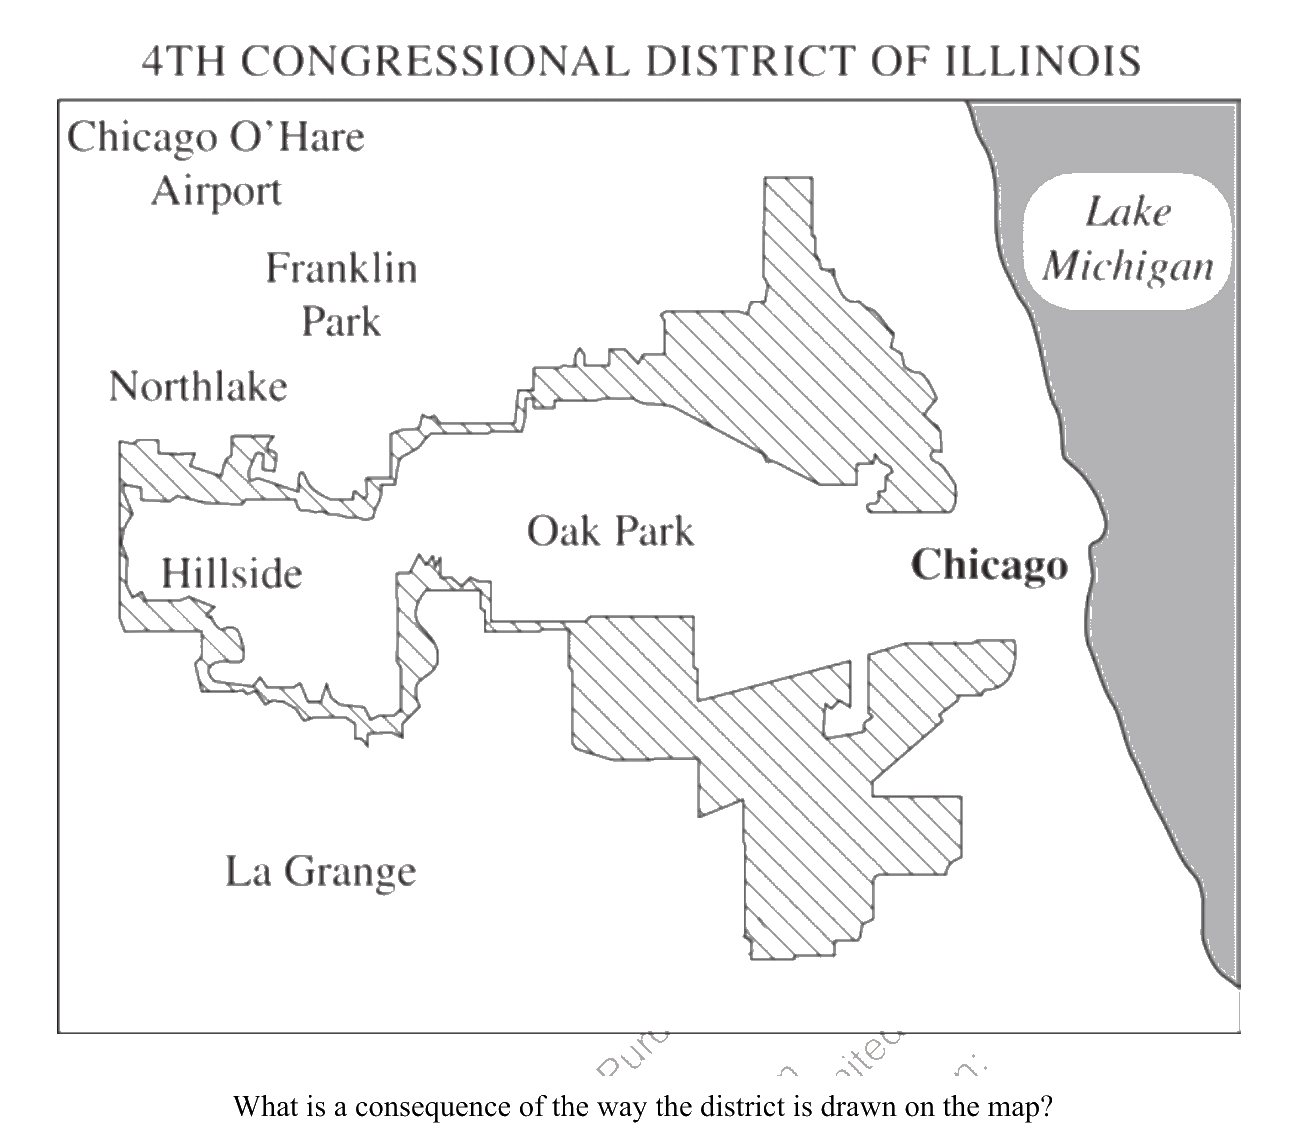 4TH CONGRESSIONAL DISTRICT OF ILLINOIS
Chicago O’Hare
Airport
Lake
Michigan
Franklin
Park
Northlake
Oak Park
Hillside
Chicago
La Grange
What is a consequence of the way the district is drawn on the map?